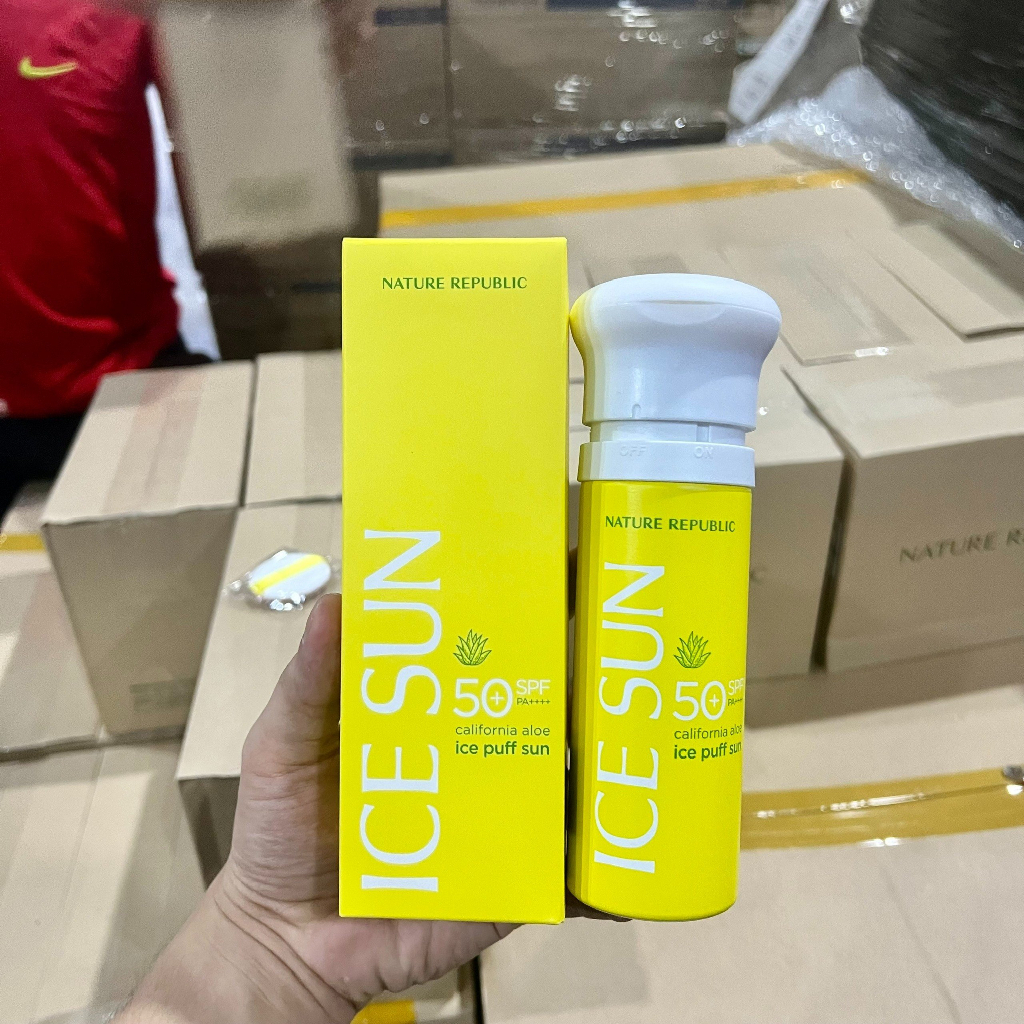 NATURE REPUBLIC
ICE SUN
50+ SPF
PA++++
california aloe
ice puff sun
OFF ON
NATURE REPUBLIC
ICE SUN
50+ SPF
PA++++
california aloe
ice puff sun
NATURE R